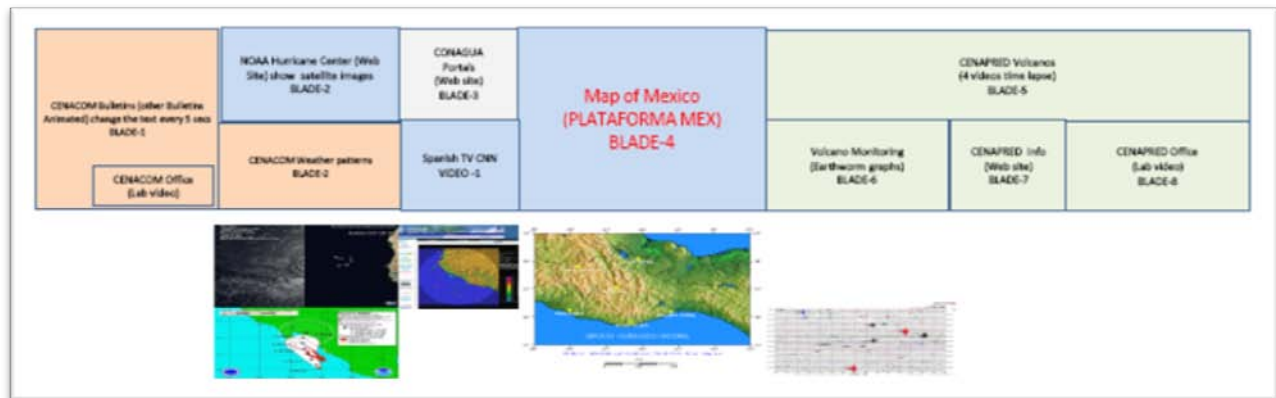 CENACOM Bulletins (other Bulletins
Animated) change the text every 5 secs
BLADE-1
CENACOM Office
(Lab video)
NOAA Hurricane Center (Web
Site) show satellite images
BLADE-2
CENACOM Weather patterns
BLADE-2
CONAGUA
Portals
(Web site)
BLADE-3
Spanish TV CNN
VIDEO -1
Map of Mexico
(PLATAFORMA MEX)
BLADE-4
CENAPRED Volcanos
(4 videos time lapse)
BLADE-5
Volcano Monitoring
(Earthworm graphs)
BLADE-6
CENAPRED Info
(Web site)
BLADE-7
CENAPRED Office
(Lab video)
BLADE-8